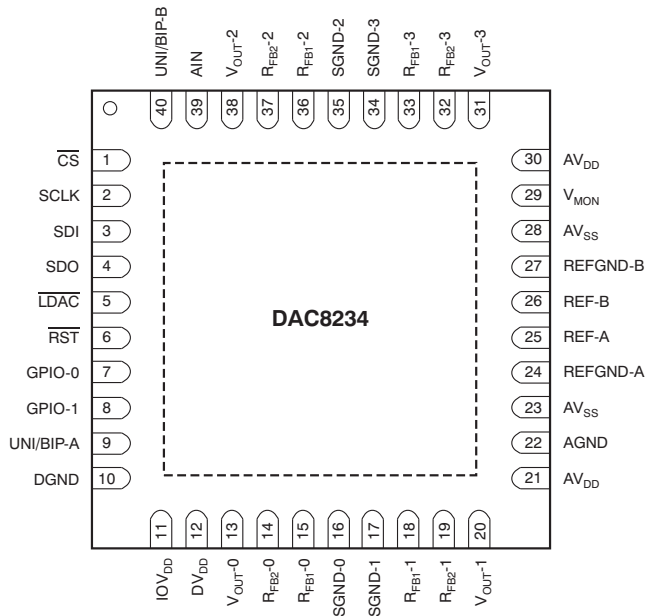 UNI/BIP-B
AIN
VOUT-2
RFB2-2
RFB1-2
SGND-2
SGND-3
RFB1-3
RFB2-3
VOUT-3
40 39 38 37 36 35 34 33 32 31
CS 1
SCLK 2
SDI 3
SDO 4
LDAC 5
RST 6
GPIO-0 7
GPIO-1 8
UNI/BIP-A 9
DGND 10
DAC8234
30 AVDD
29 VMON
28 AVSS
27 REFGND-B
26 REF-B
25 REF-A
24 REFGND-A
23 AVSS
22 AGND
21 AVDD
11 12 13 14 15 16 17 18 19 20
IOVDD
DVDD
VOUT-0
RFB2-0
RFB1-0
SGND-0
SGND-1
RFB1-1
RFB2-1
VOUT-1